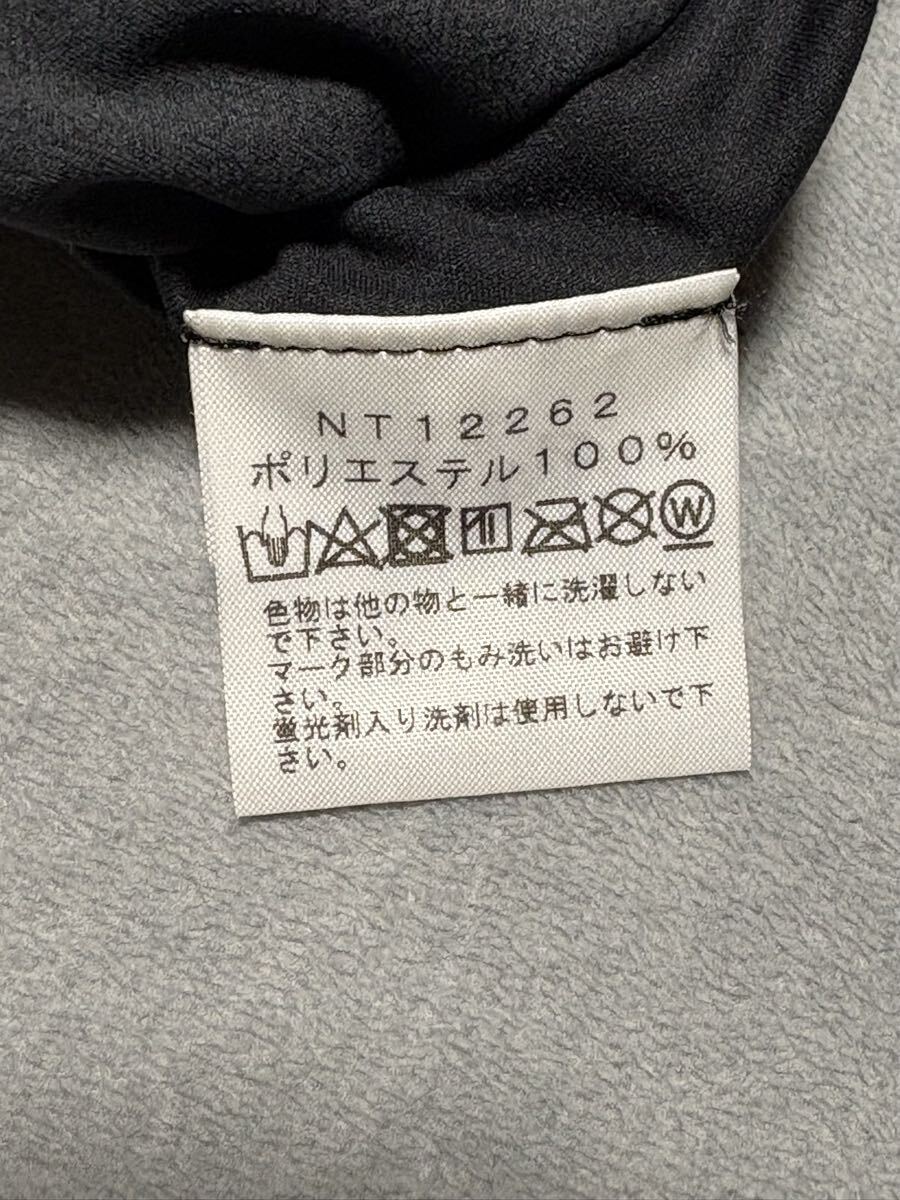 NT12262
ポリエステル100%
W
色物は他の物と一緒に洗濯しない
で下さい。
マーク部分のもみ洗いはお避け下
さい。
蛍光剤入り洗剤は使用しないで下
さい。